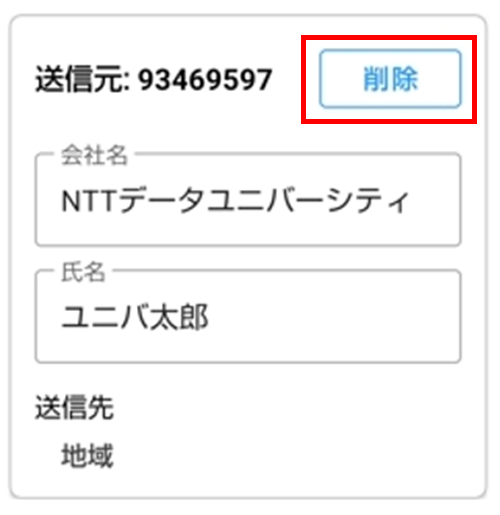 送信元: 93469597
削除
会社名
NTTデータユニバーシティ
氏名
ユニバ太郎
送信先
地域